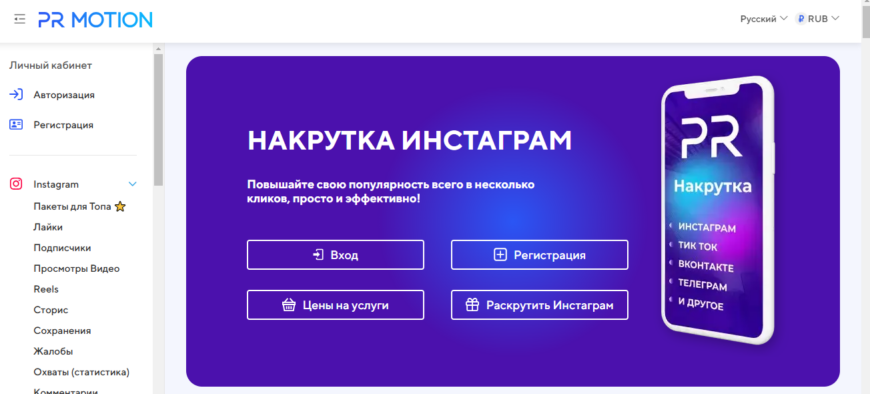 PR MOTION
Русский
₽ RUB
Личный кабинет
Авторизация
Регистрация
Instagram
Пакеты для Топа ⭐
Лайки
Подписчики
Просмотры Видео
Reels
Сторис
Сохранения
Жалобы
Охваты (статистика)
Комментарии
НАКРУТКА ИНСТАГРАМ
Повышайте свою популярность всего в несколько
кликов, просто и эффективно!
Вход
Регистрация
Цены на услуги
Раскрутить Инстаграм
PR
Накрутка
ИНСТАГРАМ
ТИК ТОК
ВКОНТАКТЕ
ТЕЛЕГРАМ
И ДРУГОЕ